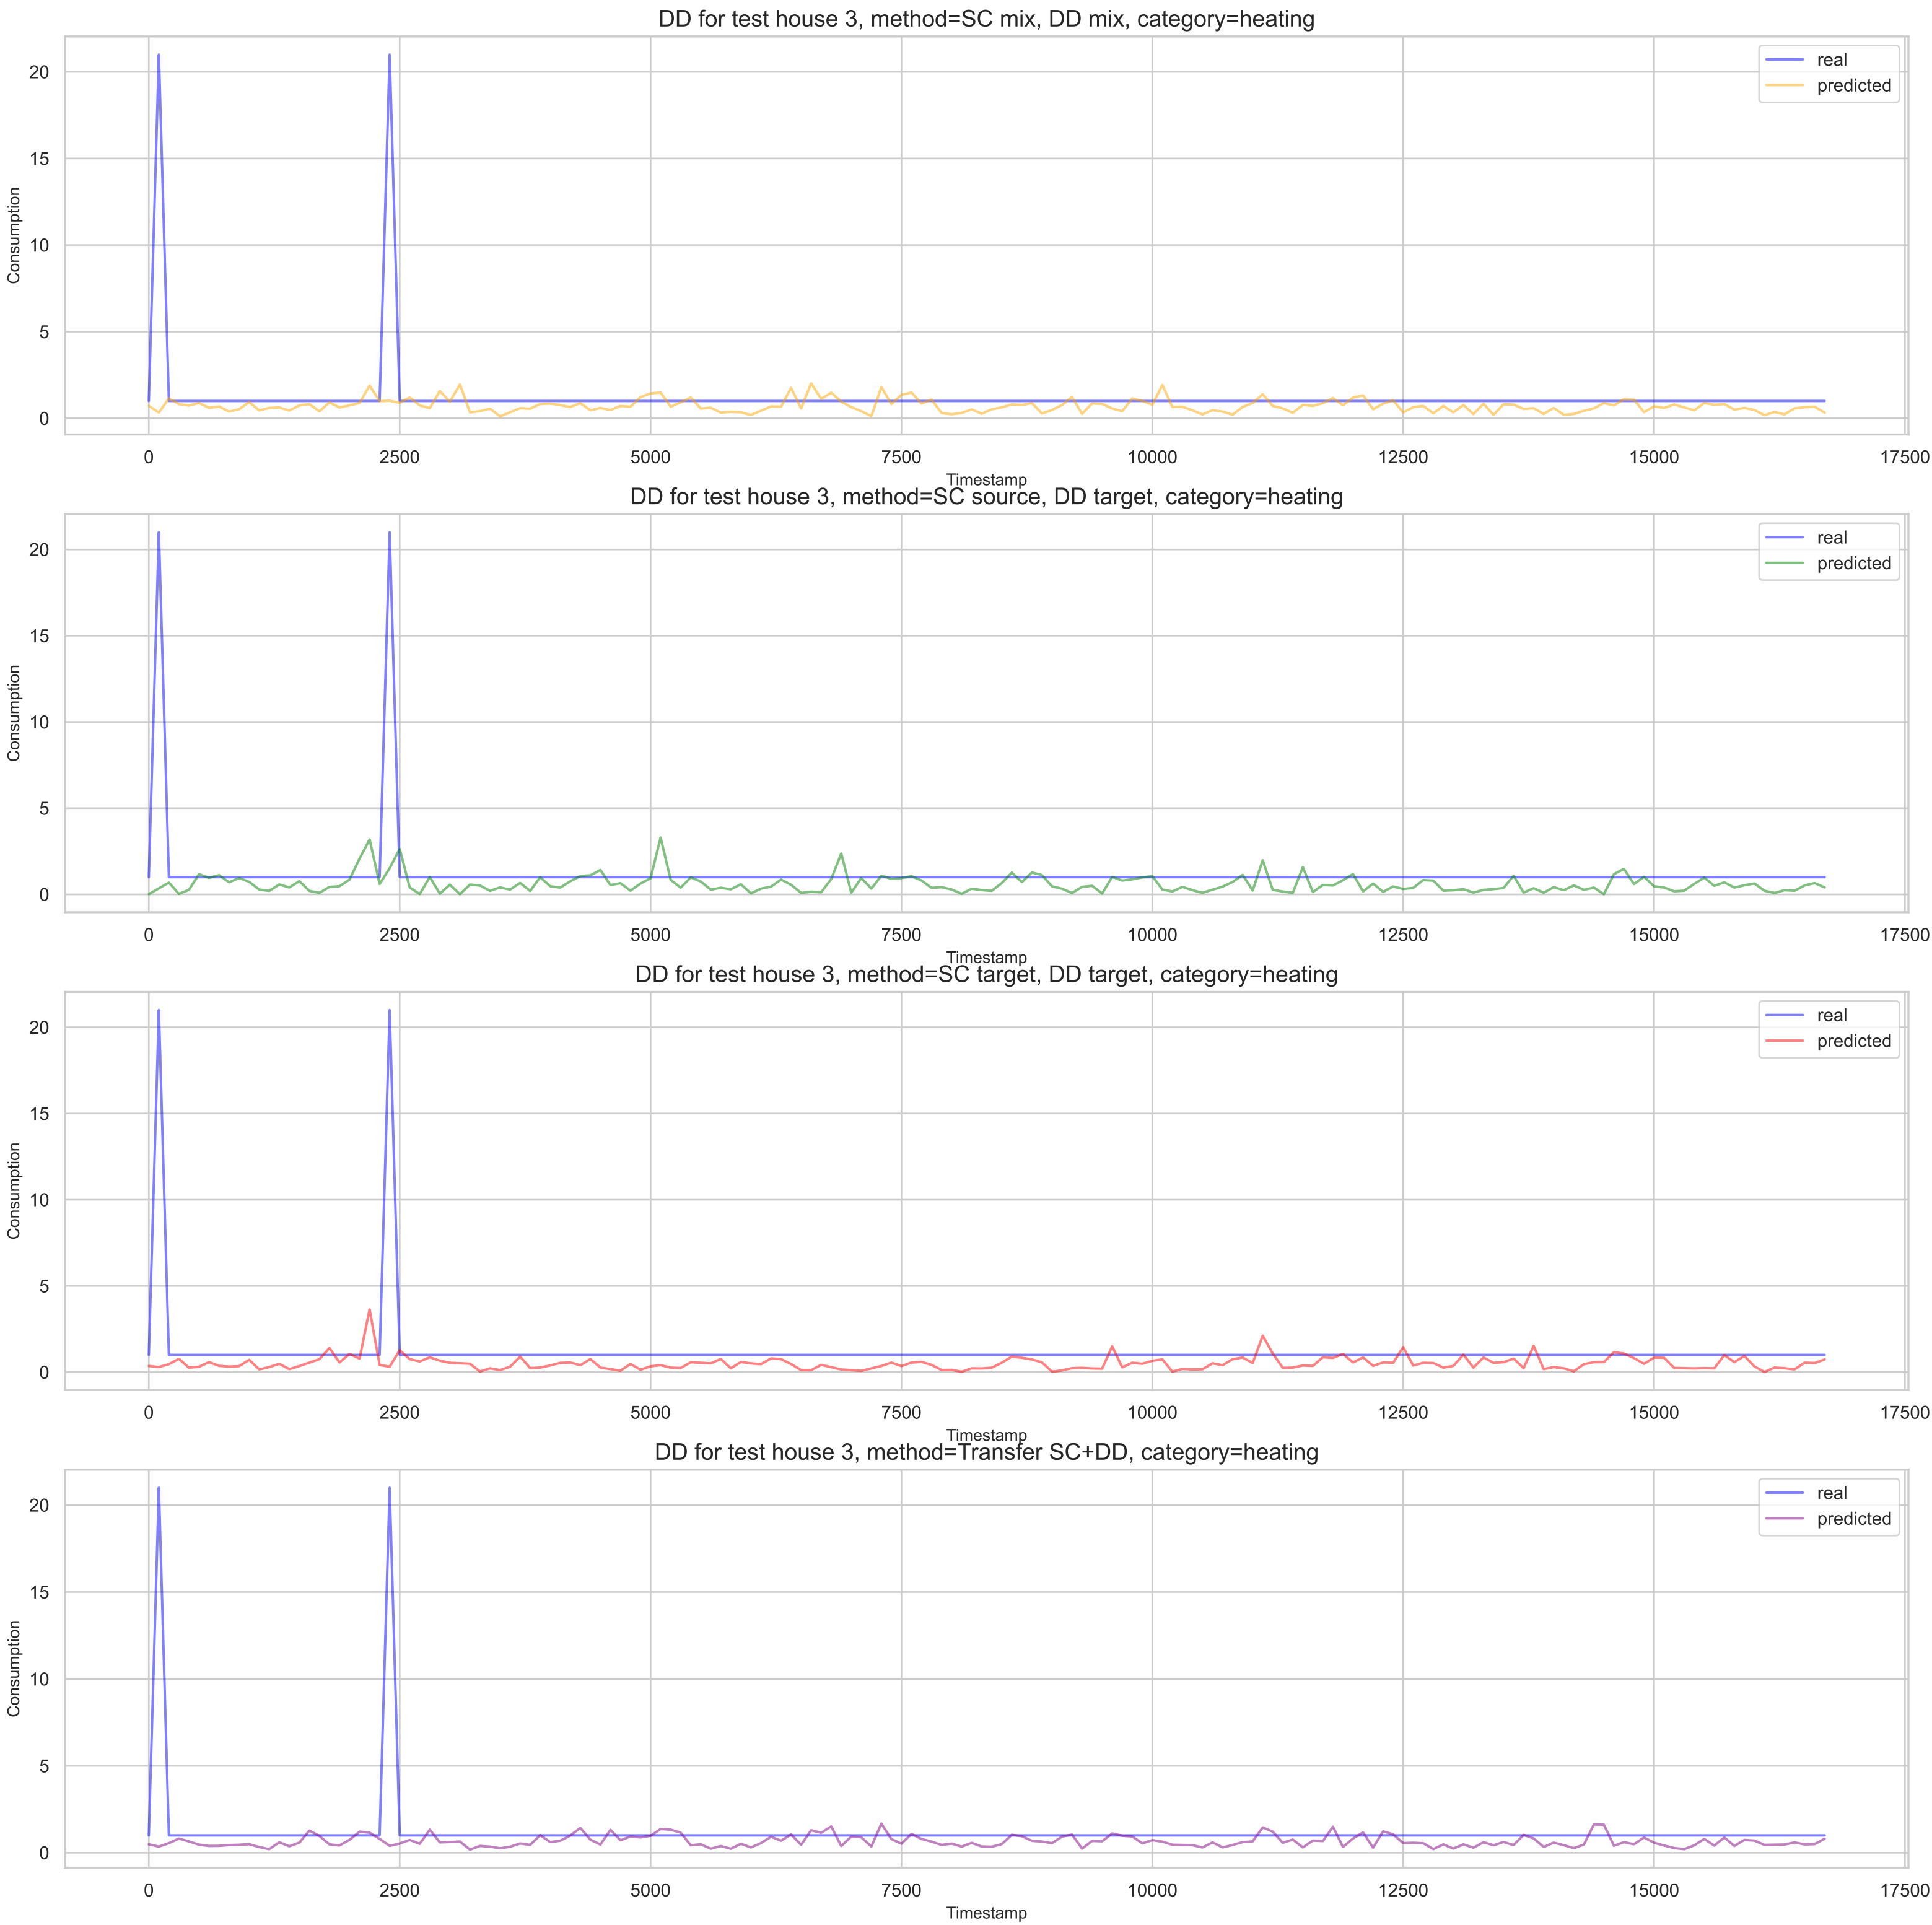 DD for test house 3, method=SC mix, DD mix, category=heating
real
predicted
20
15
10
5
0
Consumption
0 2500 5000 7500 10000 12500 15000 17500
Timestamp
DD for test house 3, method=SC source, DD target, category=heating
real
predicted
20
15
10
5
0
Consumption
0 2500 5000 7500 10000 12500 15000 17500
Timestamp
DD for test house 3, method=SC target, DD target, category=heating
real
predicted
20
15
10
5
0
Consumption
0 2500 5000 7500 10000 12500 15000 17500
Timestamp
DD for test house 3, method=Transfer SC+DD, category=heating
real
predicted
20
15
10
5
0
Consumption
0 2500 5000 7500 10000 12500 15000 17500
Timestamp